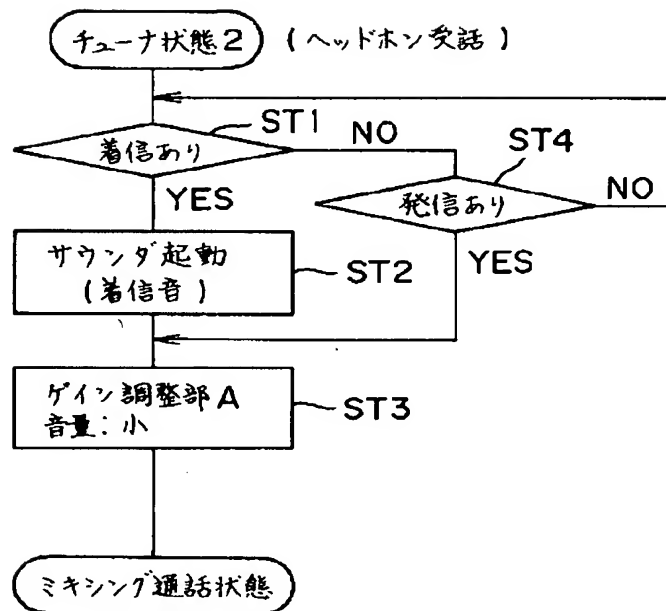 チューナ状態2 (ヘッドホン受話)
ST1
着信あり
NO
ST4
発信あり
NO
YES
YES
サウンダ起動
(着信音)
ST2
ゲイン調整部A
音量:小
ST3
ミキシング通話状態